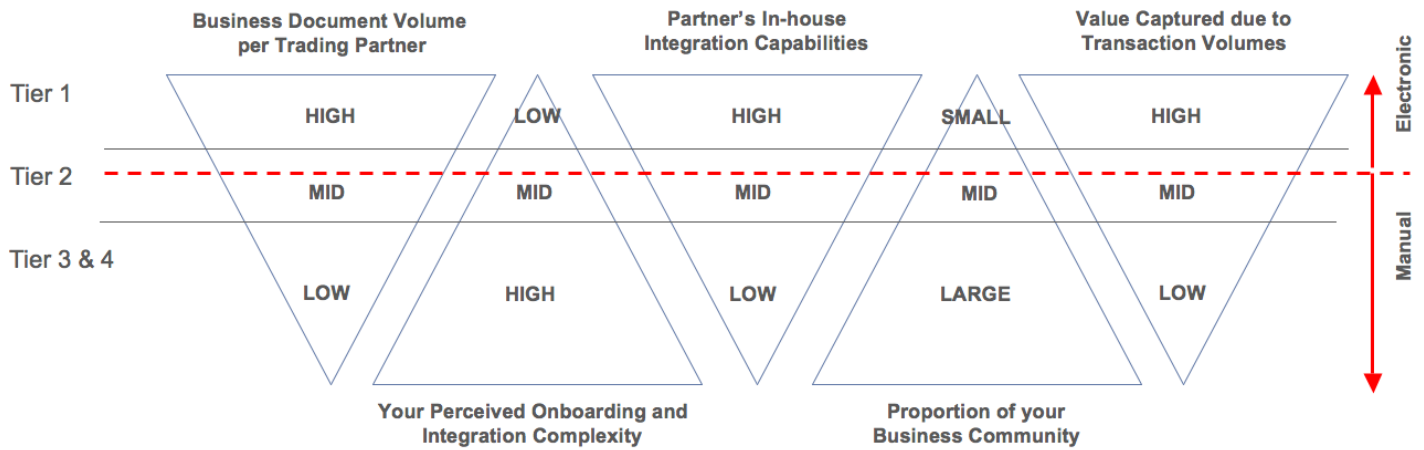 Business Document Volume
per Trading Partner
Partner's In-house
Integration Capabilities
Value Captured due to
Transaction Volumes
Electronic
Tier 1
HIGH
LOW
HIGH
SMALL
HIGH
Tier 2
MID
MID
MID
MID
MID
Manual
Tier 3 & 4
LOW
HIGH
LOW
LARGE
LOW
Your Perceived Onboarding and
Integration Complexity
Proportion of your
Business Community